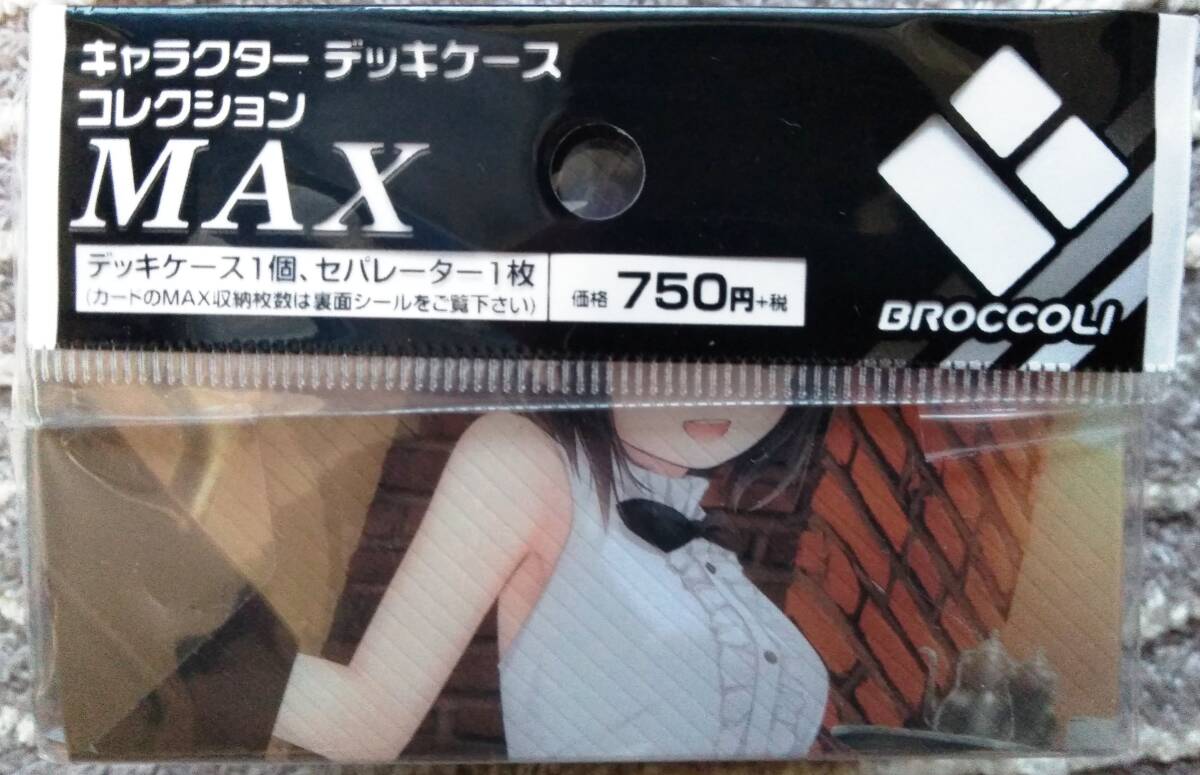 キャラクター デッキケース
コレクション
MAX
デッキケース1個、セパレーター1枚
(カードのMAX収納枚数は裏面シールをご覧下さい)
価格 750円+税
BROCCOLI